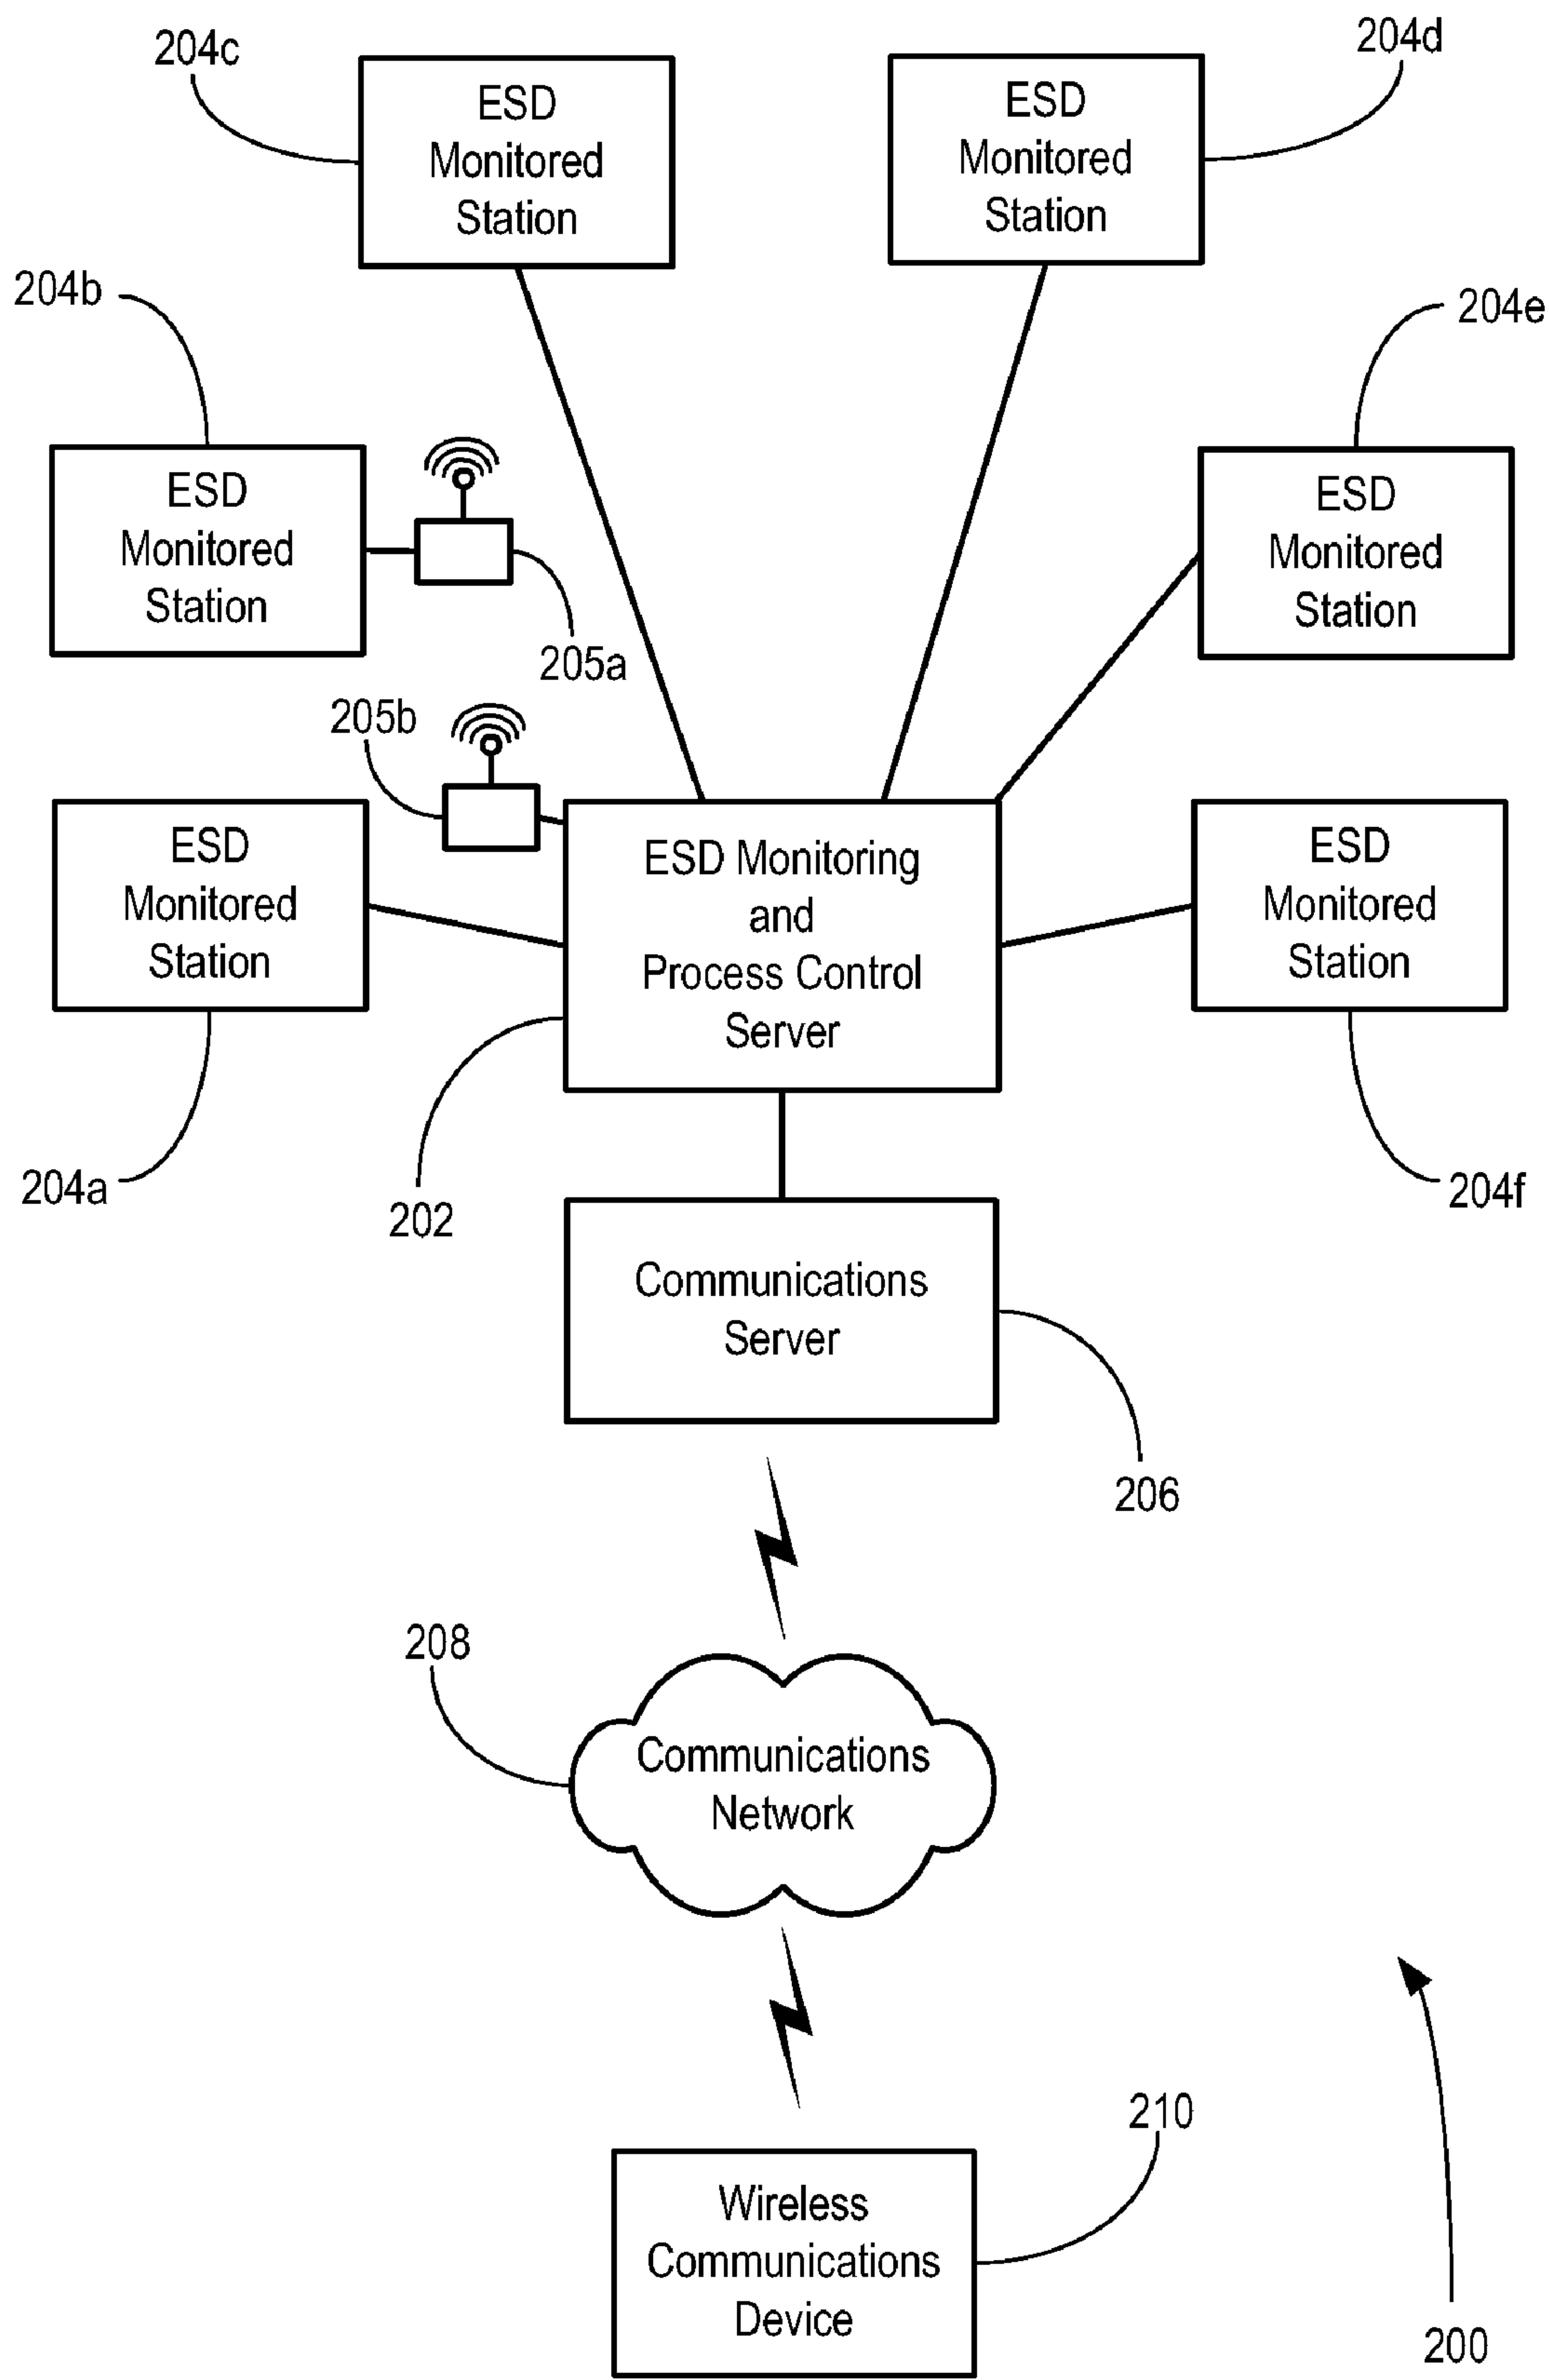 204c
ESD
Monitored
Station
204d
ESD
Monitored
Station
204b
ESD
Monitored
Station
205a
204e
ESD
Monitored
Station
205b
ESD
Monitored
Station
204a
ESD Monitoring
and
Process Control
Server
202
ESD
Monitored
Station
204f
Communications
Server
206
208
Communications
Network
210
Wireless
Communications
Device
200